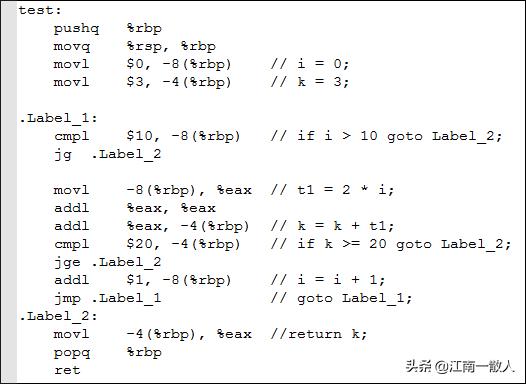 test:
    pushq   %rbp
    movq    %rsp, %rbp
    movl    $0, -8(%rbp)    // i = 0;
    movl    $3, -4(%rbp)    // k = 3;
.Label_1:
    cmpl    $10, -8(%rbp)   // if i > 10 goto Label_2;
    jg  .Label_2
    movl    -8(%rbp), %eax  // t1 = 2 * i;
    addl    %eax, %eax
    addl    %eax, -4(%rbp)  // k = k + t1;
    cmpl    $20, -4(%rbp)   // if k >= 20 goto Label_2;
    jge .Label_2
    addl    $1, -8(%rbp)    // i = i + 1;
    jmp .Label_1            // goto Label_1;
.Label_2:
    movl    -4(%rbp), %eax  //return k;
    popq    %rbp
    ret
头条 @江南一散人